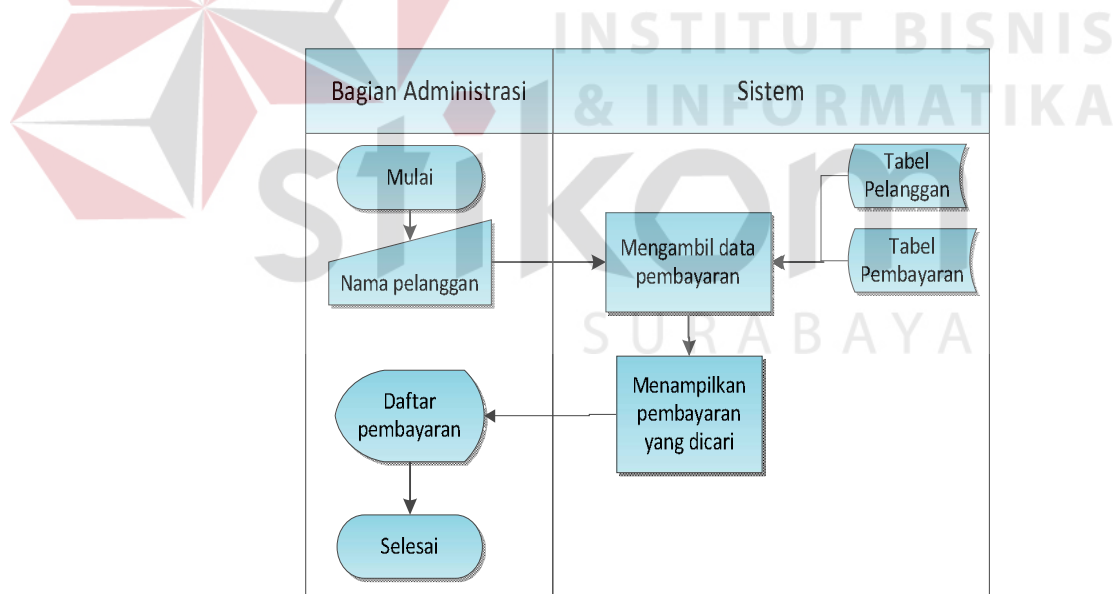 INSTITUT BISNIS
& INFORMATIKA
stikom
SURABAYA
Bagian Administrasi
Sistem
Mulai
Nama pelanggan
Mengambil data
pembayaran
Tabel
Pelanggan
Tabel
Pembayaran
Menampilkan
pembayaran
yang dicari
Daftar
pembayaran
Selesai